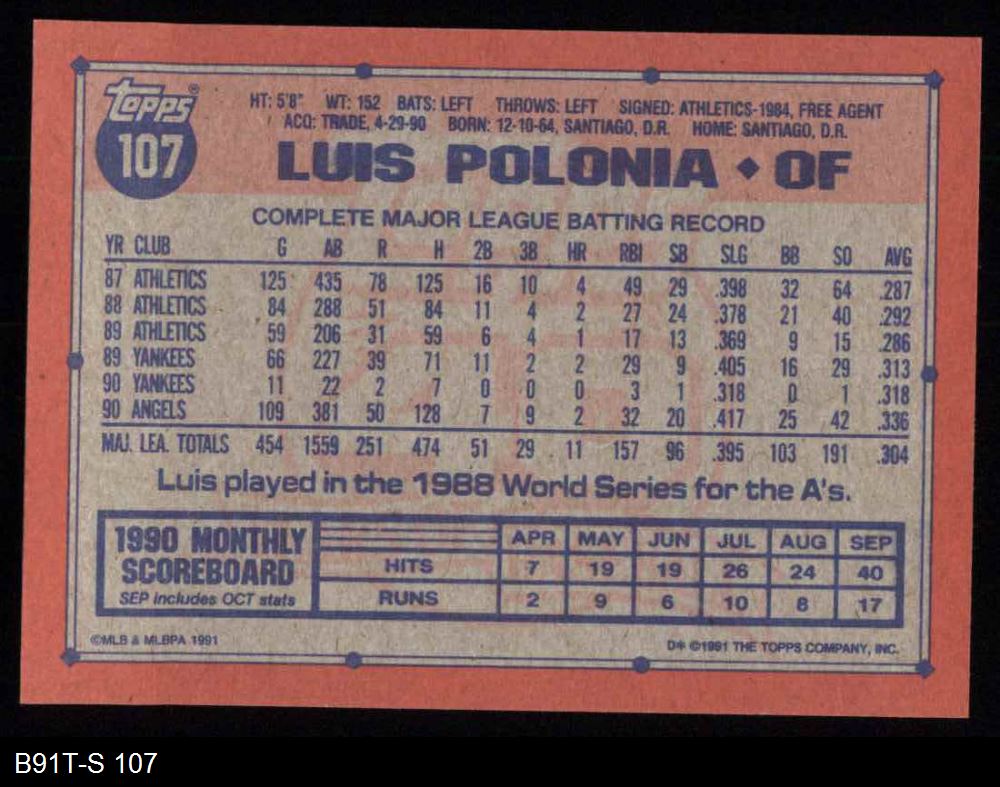 Topps®
107
HT: 5'8" WT: 152 BATS: LEFT THROWS: LEFT SIGNED: ATHLETICS-1984, FREE AGENT
ACQ: TRADE, 4-29-90 BORN: 12-10-64, SANTIAGO, D.R. HOME: SANTIAGO, D.R.
LUIS POLONIA ◆ OF
COMPLETE MAJOR LEAGUE BATTING RECORD
YR CLUB G AB R H 2B 3B HR RBI SB SLG BB SO AVG
87 ATHLETICS 125 435 78 125 16 10 4 49 29 .398 32 64 .287
88 ATHLETICS 84 288 51 84 11 4 2 27 24 .378 21 40 .292
89 ATHLETICS 59 206 31 59 6 4 1 17 13 .369 9 15 .286
89 YANKEES 66 227 39 71 11 2 2 29 9 .405 16 29 .313
90 YANKEES 11 22 2 7 0 0 0 3 1 .318 0 1 .318
90 ANGELS 109 381 50 128 7 9 2 32 20 .417 25 42 .336
MAJ. LEA. TOTALS 454 1559 251 474 51 29 11 157 96 .395 103 191 .304
Luis played in the 1988 World Series for the A's.
1990 MONTHLY SCOREBOARD
SEP includes OCT stats
APR MAY JUN JUL AUG SEP
HITS 7 19 19 26 24 40
RUNS 2 9 6 10 8 17
©MLB & MLBPA 1991
D* ©1991 THE TOPPS COMPANY, INC.
B91T-S 107